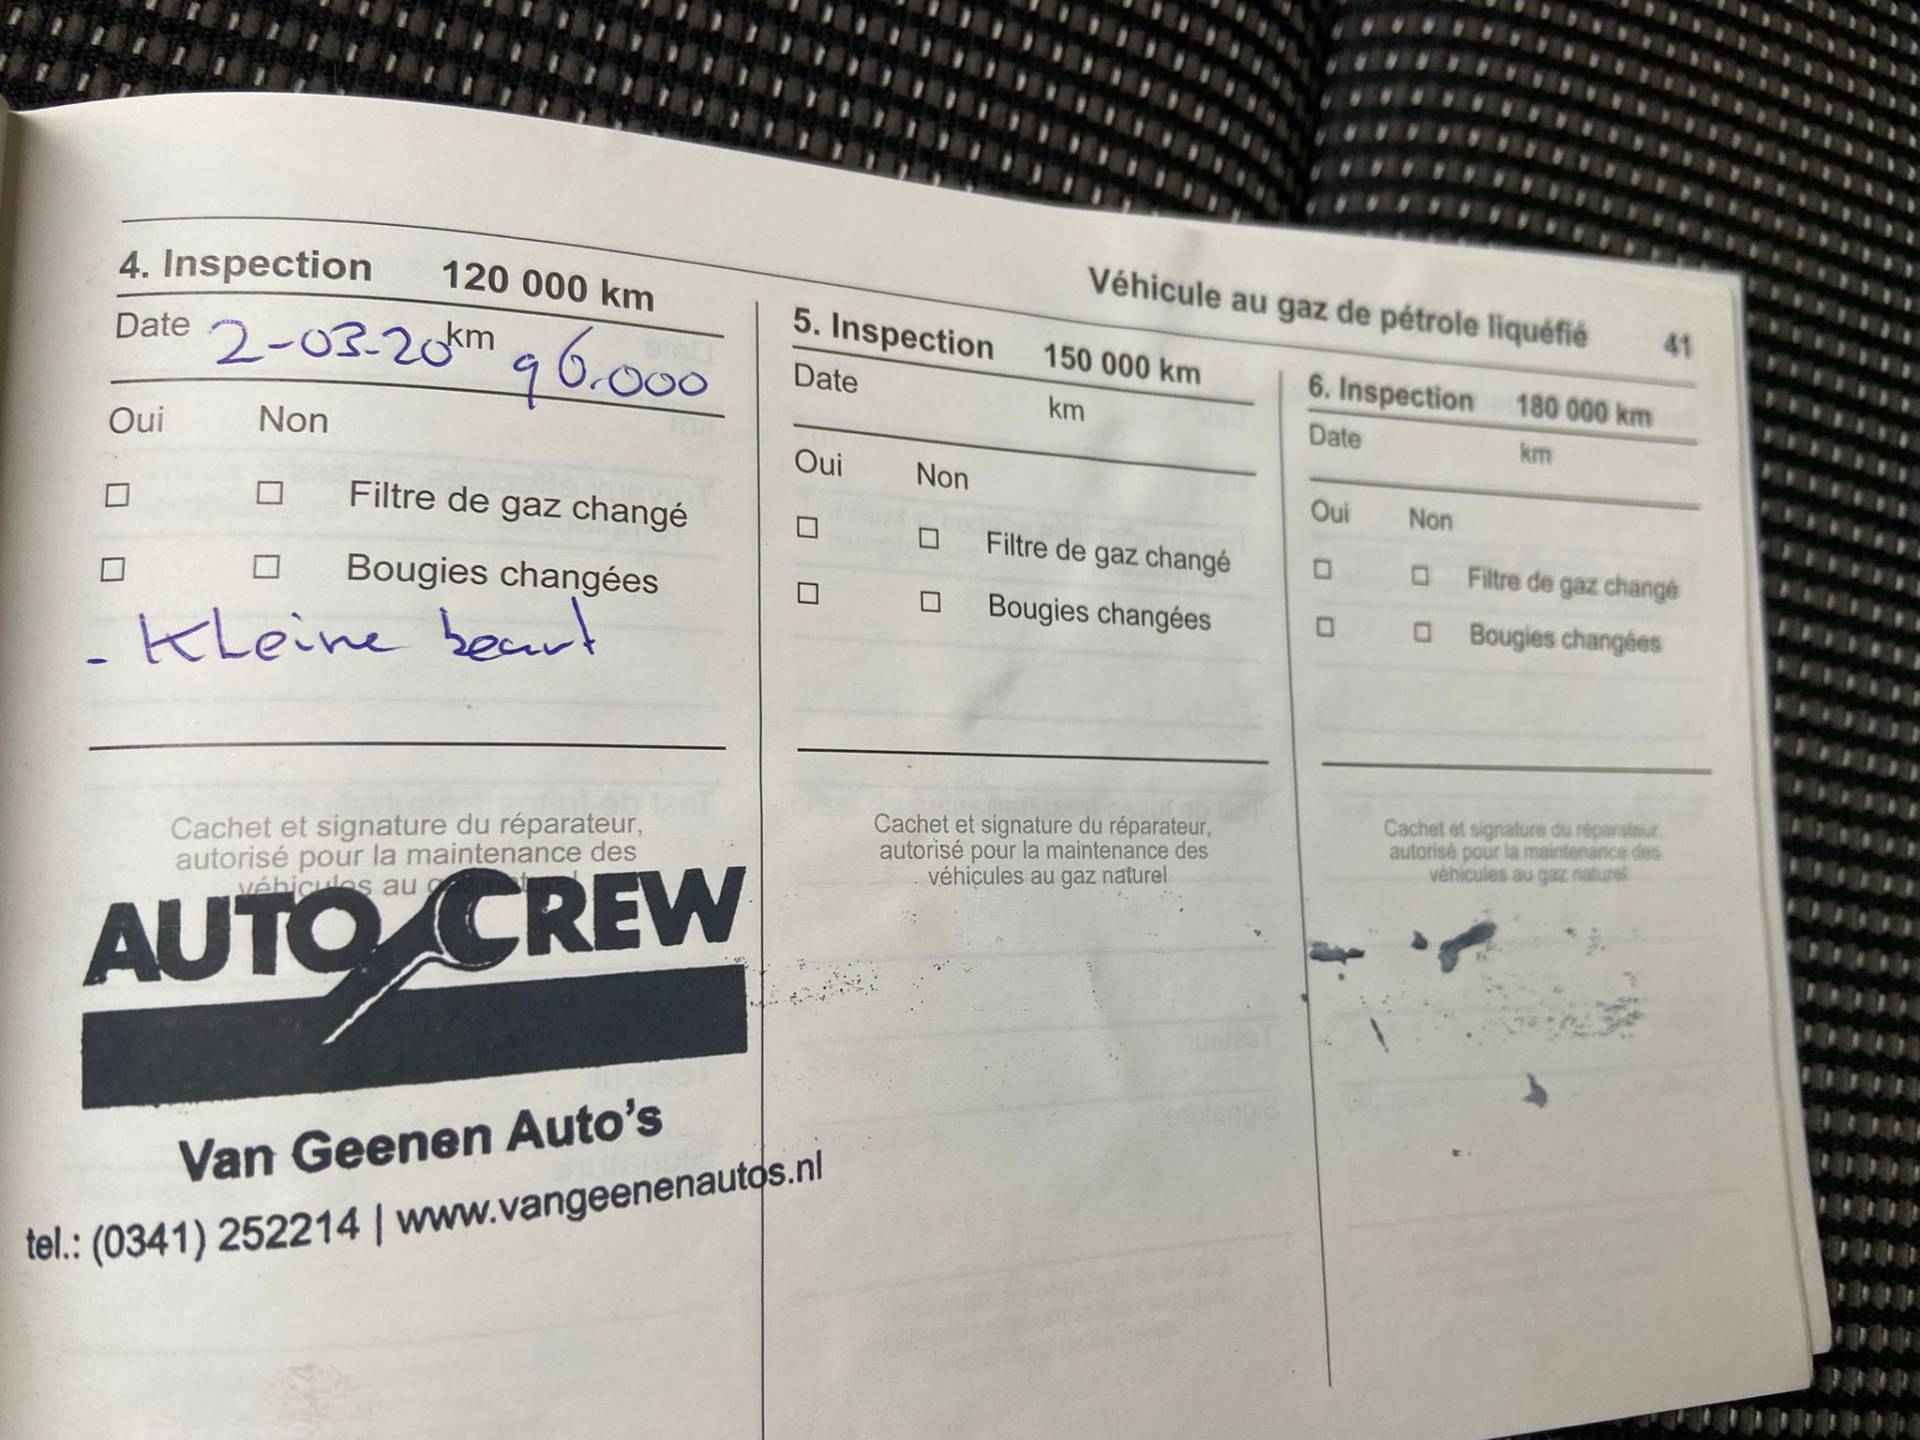 Véhicule au gaz de pétrole liquéfié 41
4. Inspection 120 000 km
Date 2-03-20 km 96.000
Oui Non
Filtre de gaz changé
Bougies changées
- Kleine beurt
Cachet et signature du réparateur,
autorisé pour la maintenance des
véhicules au gaz naturel
AUTOCREW
Van Geenen Auto's
tel.: (0341) 252214 | www.vangeenenautos.nl
5. Inspection 150 000 km
Date km
Oui Non
Filtre de gaz changé
Bougies changées
Cachet et signature du réparateur,
autorisé pour la maintenance des
véhicules au gaz naturel
6. Inspection 180 000 km
Date km
Oui Non
Filtre de gaz changé
Bougies changées
Cachet et signature du réparateur,
autorisé pour la maintenance des
véhicules au gaz naturel